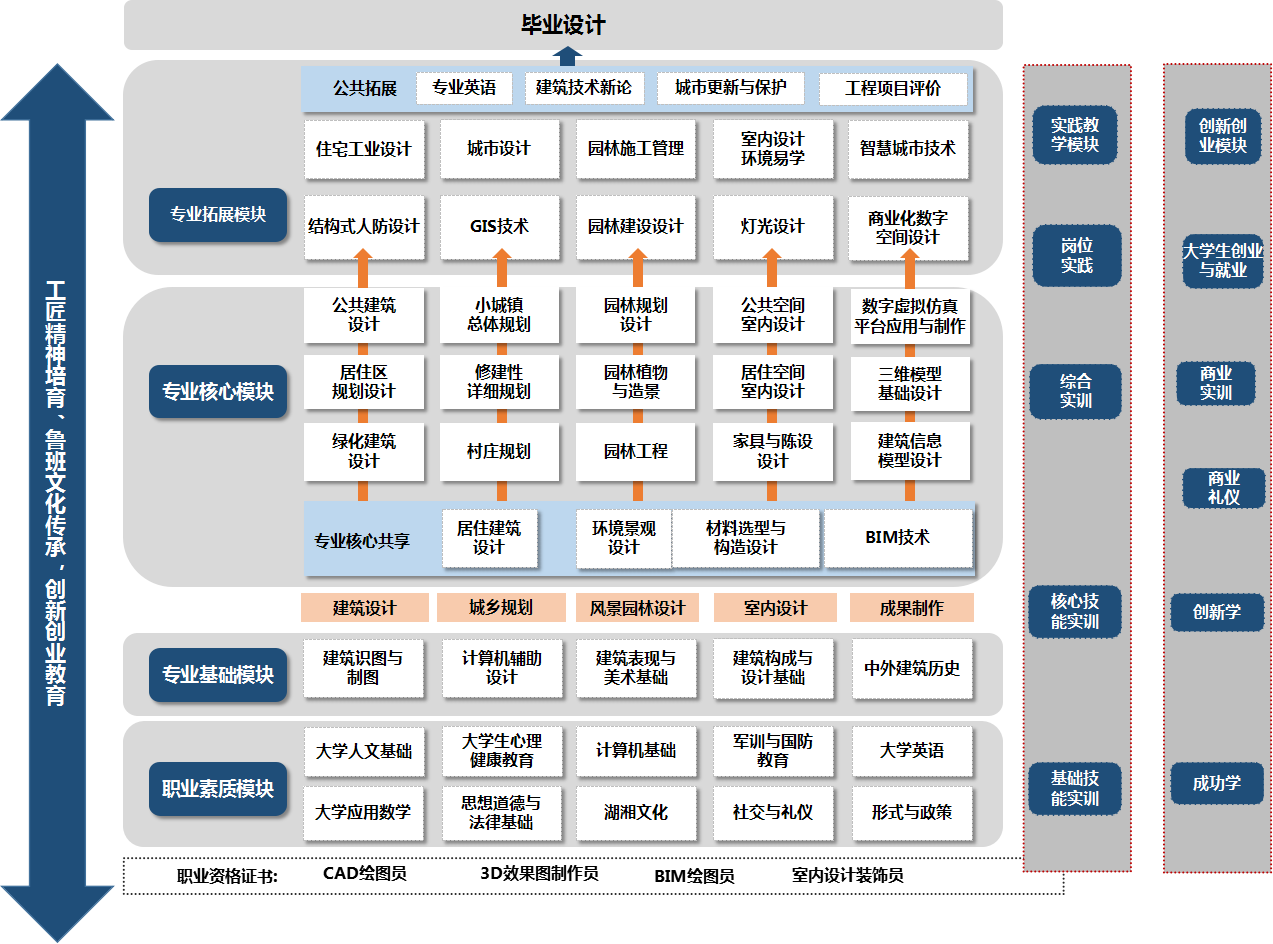 毕业设计
公共拓展
专业英语
建筑技术新论
城市更新与保护
工程项目评价
住宅工业设计
城市设计
园林施工管理
室内设计
环境易学
智慧城市技术
专业拓展模块
结构式人防设计
GIS技术
园林建设设计
灯光设计
商业化数字
空间设计
公共建筑
设计
小城镇
总体规划
园林规划
设计
公共空间
室内设计
数字虚拟仿真
平台应用与制作
专业核心模块
居住区
规划设计
修建性
详细规划
园林植物
与造景
居住空间
室内设计
三维模型
基础设计
绿化建筑
设计
村庄规划
园林工程
家具与陈设
设计
建筑信息
模型设计
专业核心共享
居住建筑
设计
环境景观
设计
材料选型与
构造设计
BIM技术
建筑设计
城乡规划
风景园林设计
室内设计
成果制作
专业基础模块
建筑识图与
制图
计算机辅助
设计
建筑表现与
美术基础
建筑构成与
设计基础
中外建筑历史
职业素质模块
大学人文基础
大学生心理
健康教育
计算机基础
军训与国防
教育
大学英语
大学应用数学
思想道德与
法律基础
湖湘文化
社交与礼仪
形式与政策
职业资格证书:
CAD绘图员
3D效果图制作员
BIM绘图员
室内设计装饰员
工匠精神培育、鲁班文化传承，创新创业教育
实践教
学模块
岗位
实践
综合
实训
核心技
能实训
基础技
能实训
创新创
业模块
大学生创业
与就业
商业
实训
商业
礼仪
创新学
成功学